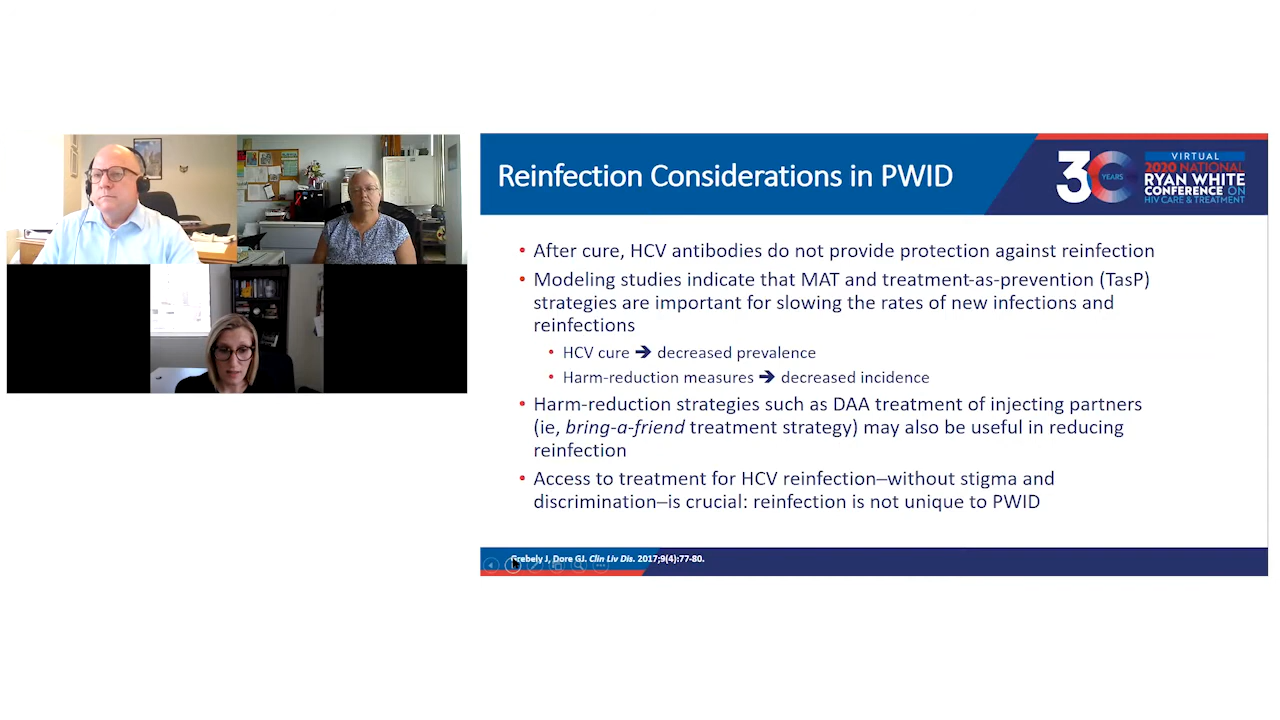 Reinfection Considerations in PWID
30 YEARS
VIRTUAL
2020 NATIONAL
RYAN WHITE
CONFERENCE ON
HIV CARE & TREATMENT
• After cure, HCV antibodies do not provide protection against reinfection
• Modeling studies indicate that MAT and treatment-as-prevention (TasP)
strategies are important for slowing the rates of new infections and
reinfections
• HCV cure ➔ decreased prevalence
• Harm-reduction measures ➔ decreased incidence
• Harm-reduction strategies such as DAA treatment of injecting partners
(ie, bring-a-friend treatment strategy) may also be useful in reducing
reinfection
• Access to treatment for HCV reinfection–without stigma and
discrimination–is crucial: reinfection is not unique to PWID
Grebely J, Dore GJ. Clin Liv Dis. 2017;9(4):77-80.